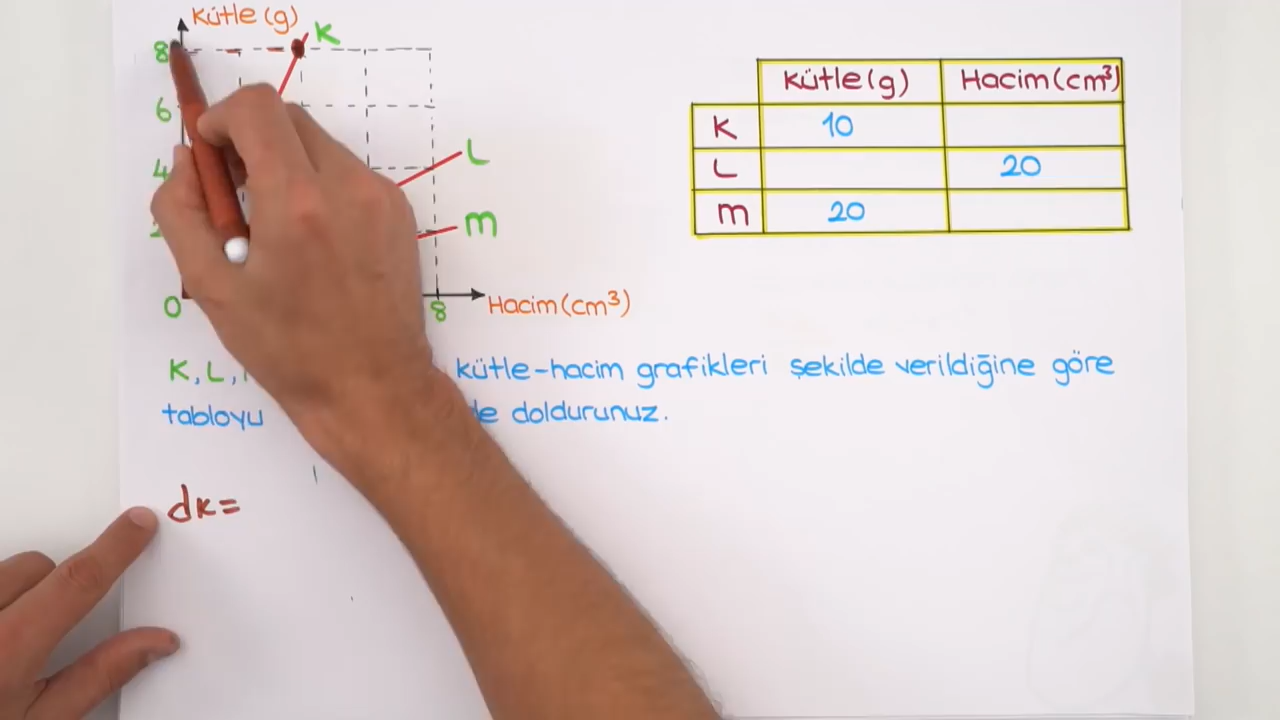 Kütle (g)
K
8
6
4
L
m
0
8
Hacim (cm³)
Kütle (g) Hacim (cm³)
K 10
L 20
m 20
K, L, kütle-hacim grafikleri şekilde verildiğine göre
tabloyu doldurunuz.
dK=